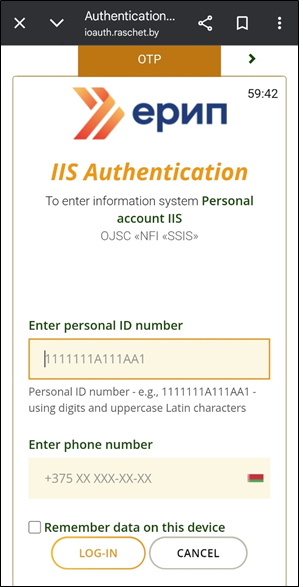 Authentication...
ioauth.raschet.by
OTP
59:42
ерип
IIS Authentication
To enter information system Personal
account IIS
OJSC «NFI «SSIS»
Enter personal ID number
1111111A111AA1
Personal ID number - e.g., 1111111A111AA1 -
using digits and uppercase Latin characters
Enter phone number
+375 XX XXX-XX-XX
Remember data on this device
LOG-IN
CANCEL